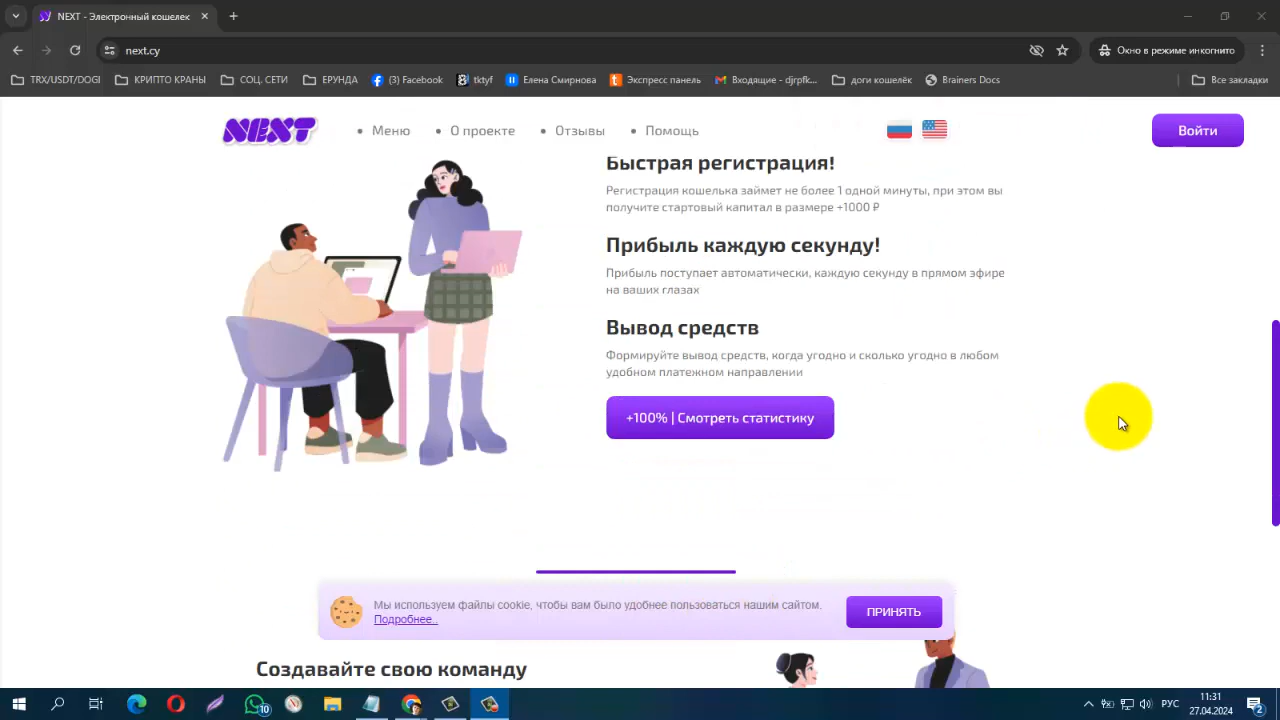 NEXT - Электронный кошелек
next.cy
Окно в режиме инкогнито
TRX/USDT/DOGI
КРИПТО КРАНЫ
СОЦ. СЕТИ
ЕРУНДА
(3) Facebook
tktyf
Елена Смирнова
Экспресс панель
Входящие - djrpfk...
доги кошелёк
Brainers Docs
Все закладки
NEXT
Меню
О проекте
Отзывы
Помощь
Войти
Быстрая регистрация!
Регистрация кошелька займет не более 1 одной минуты, при этом вы
получите стартовый капитал в размере +1000 ₽
Прибыль каждую секунду!
Прибыль поступает автоматически, каждую секунду в прямом эфире
на ваших глазах
Вывод средств
Формируйте вывод средств, когда угодно и сколько угодно в любом
удобном платежном направлении
+100% | Смотреть статистику
Мы используем файлы cookie, чтобы вам было удобнее пользоваться нашим сайтом.
Подробнее..
ПРИНЯТЬ
Создавайте свою команду
10
РУС
11:31
27.04.2024
2